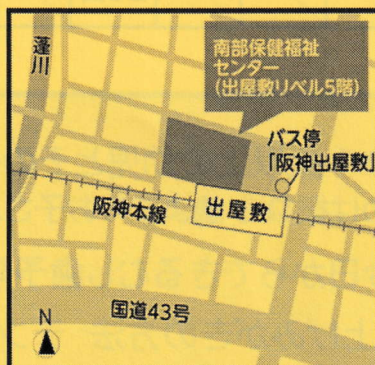 蓬川
南部保健福祉
センター
(出屋敷リベル5階)
バス停
「阪神出屋敷」
阪神本線
出屋敷
国道43号
N